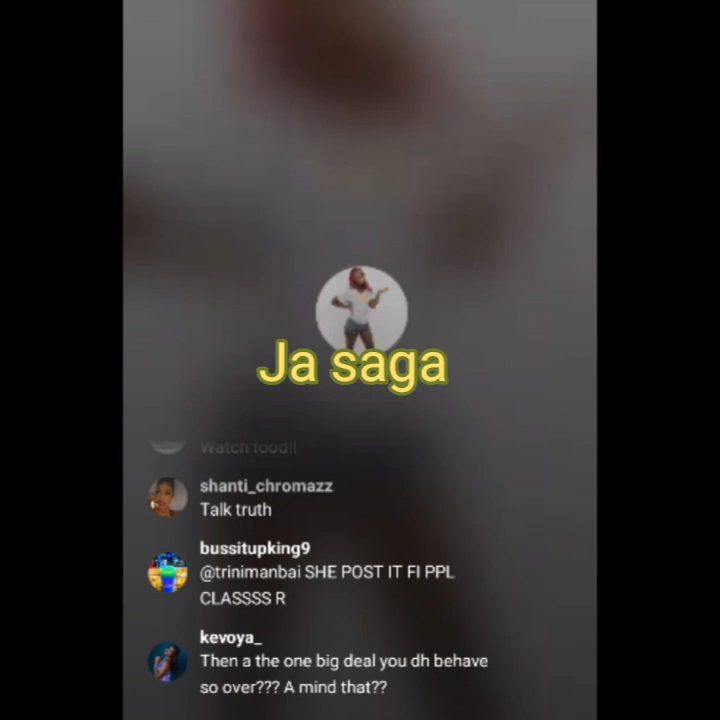 Ja saga
Watch food!!
shanti_chromazz
Talk truth
bussitupking9
@trinimanbai SHE POST IT FI PPL
CLASSSS R
kevoya_
Then a the one big deal you dh behave
so over??? A mind that??